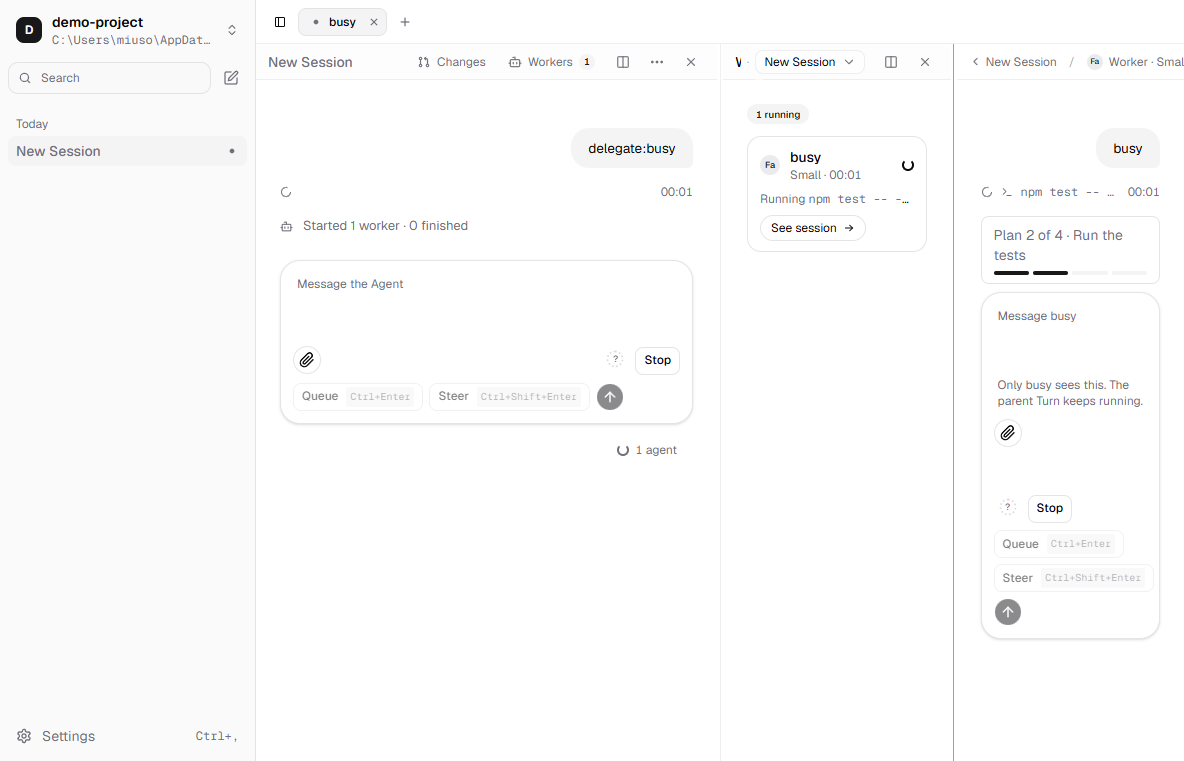 D
demo-project
C:\Users\miuso\AppDat…
Search
Today
New Session
Settings
Ctrl+,
busy
New Session
Changes
Workers 1
delegate:busy
00:01
Started 1 worker · 0 finished
Message the Agent
?
Stop
Queue Ctrl+Enter
Steer Ctrl+Shift+Enter
1 agent
New Session
1 running
Fa
busy
Small · 00:01
Running npm test -- -…
See session
New Session / Fa Worker · Smal
busy
npm test -- … 00:01
Plan 2 of 4 · Run the
tests
Message busy
Only busy sees this. The
parent Turn keeps running.
?
Stop
Queue Ctrl+Enter
Steer Ctrl+Shift+Enter